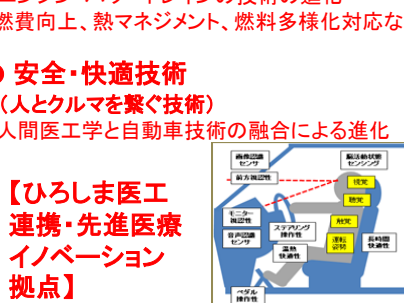 燃費向上、熱マネジメント、燃料多様化対応な
安全・快適技術
（人とクルマを繋ぐ技術）
人間医工学と自動車技術の融合による進化
【ひろしま医工
連携・先進医療
イノベーション
拠点】
画像認識
センサ
脳活動状態
センシング
前方視認性
視覚
聴覚
モニター
視認性
ステアリング
操作性
触覚
音声認識
センサ
運転
姿勢
長時間
快適性
温熱
快適性
ペダル
操作性